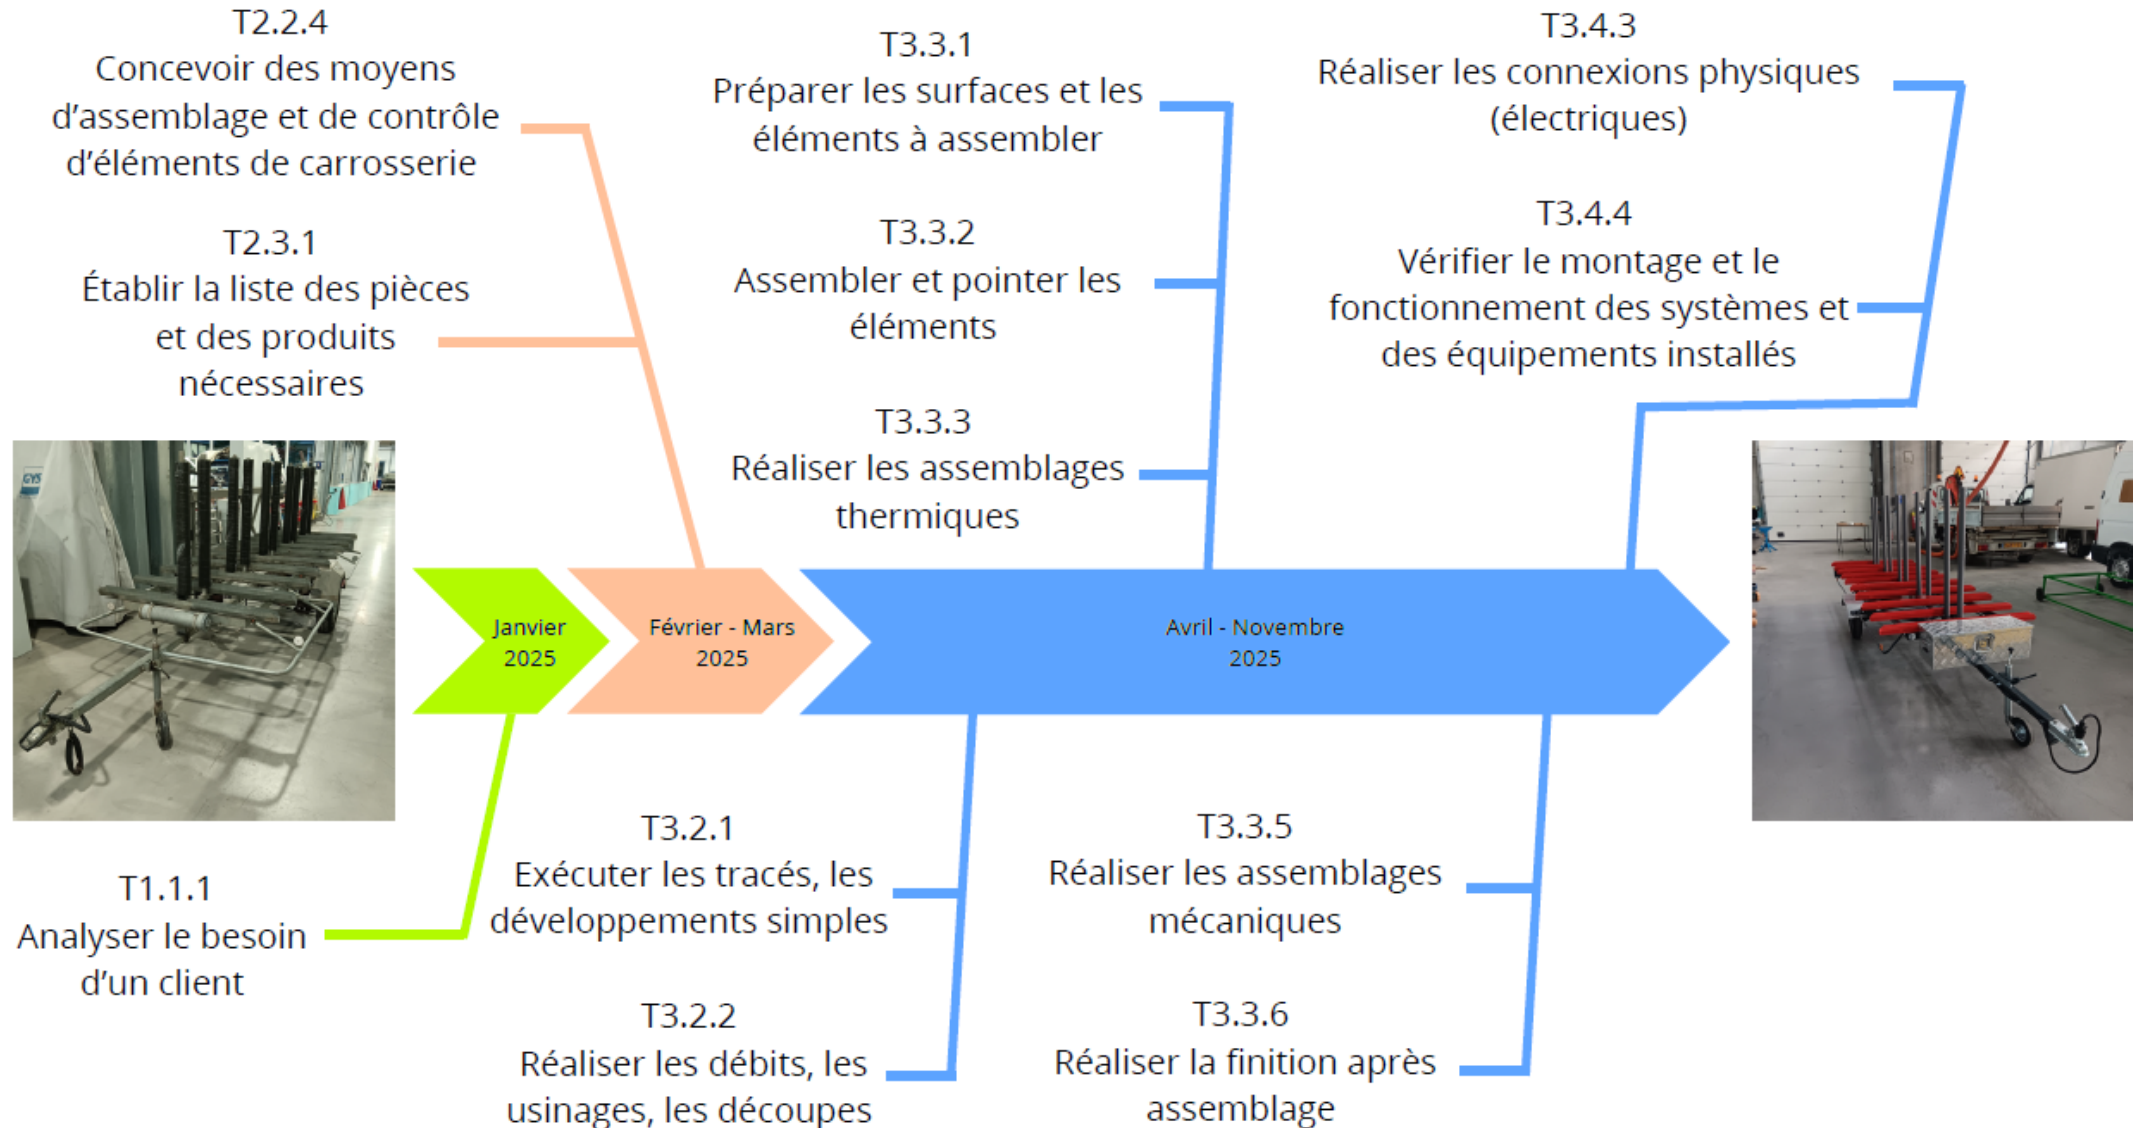 T2.2.4
Concevoir des moyens
d'assemblage et de contrôle
d'éléments de carrosserie
T2.3.1
Établir la liste des pièces
et des produits
nécessaires
T3.3.1
Préparer les surfaces et les
éléments à assembler
T3.3.2
Assembler et pointer les
éléments
T3.3.3
Réaliser les assemblages
thermiques
T3.4.3
Réaliser les connexions physiques
(électriques)
T3.4.4
Vérifier le montage et le
fonctionnement des systèmes et
des équipements installés
GYS
Janvier
2025
Février - Mars
2025
Avril - Novembre
2025
T1.1.1
Analyser le besoin
d'un client
T3.2.1
Exécuter les tracés, les
développements simples
T3.2.2
Réaliser les débits, les
usinages, les découpes
T3.3.5
Réaliser les assemblages
mécaniques
T3.3.6
Réaliser la finition après
assemblage